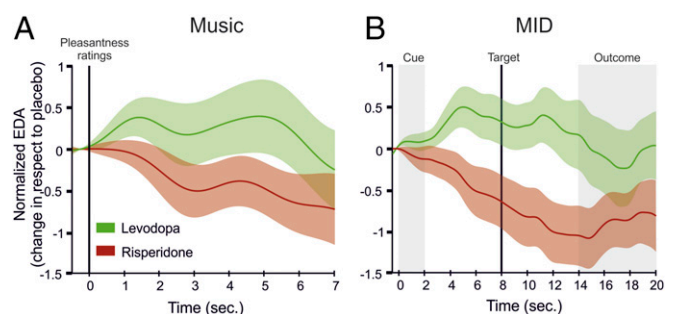 A
Music
Pleasantness
ratings
Normalized EDA
(change in respect to placebo)
1
0.5
0
-0.5
-1
-1.5
Levodopa
Risperidone
0 1 2 3 4 5 6 7
Time (sec.)
B
MID
Cue
Target
Outcome
1
0.5
0
-0.5
-1
-1.5
0 2 4 6 8 10 12 14 16 18 20
Time (sec.)